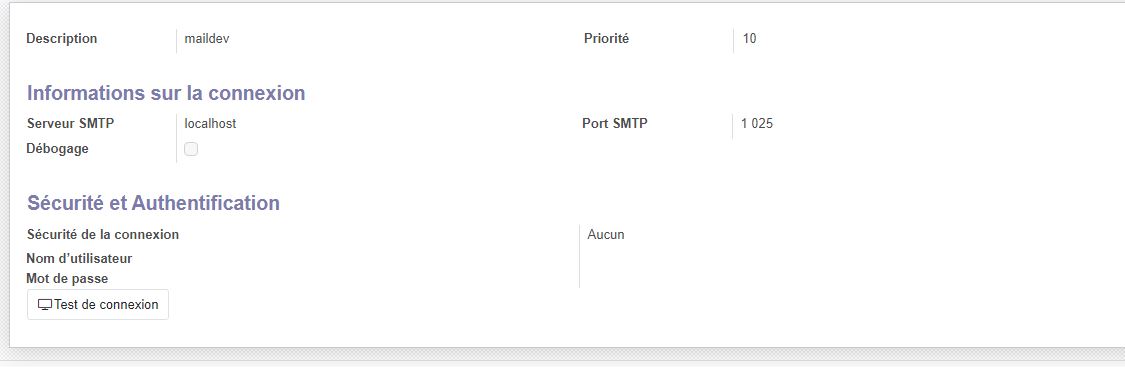 Description maildev Priorité 10
Informations sur la connexion
Serveur SMTP localhost Port SMTP 1 025
Débogage
Sécurité et Authentification
Sécurité de la connexion Aucun
Nom d’utilisateur
Mot de passe
Test de connexion